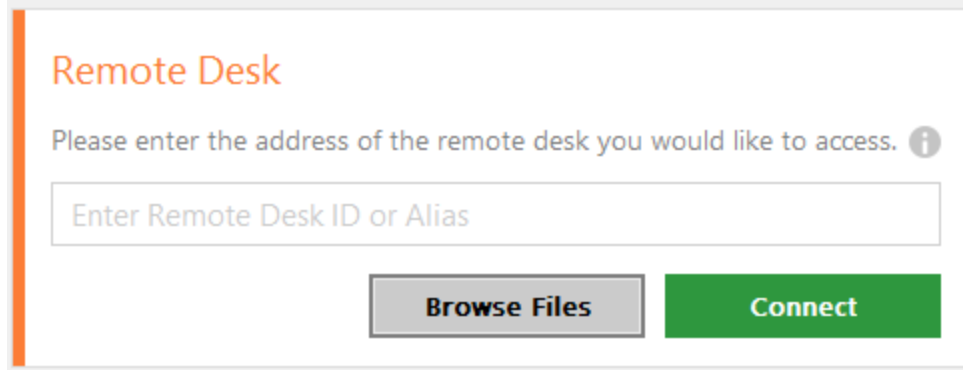 Remote Desk
Please enter the address of the remote desk you would like to access.
Enter Remote Desk ID or Alias
Browse Files
Connect